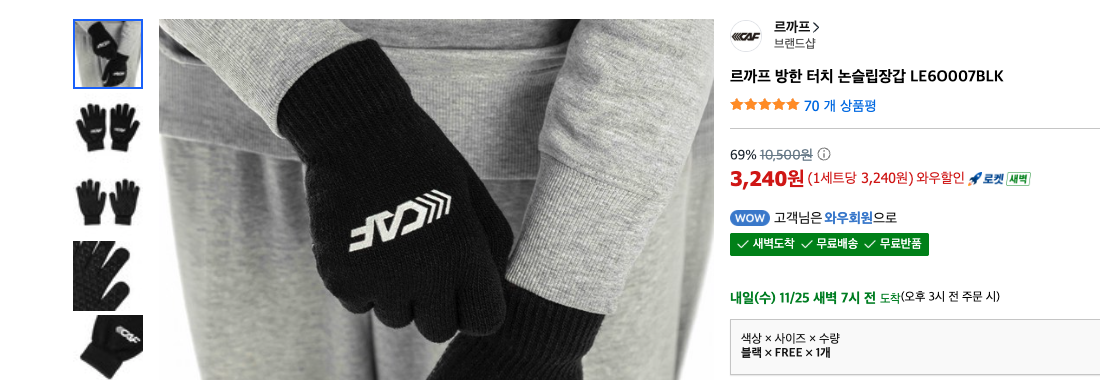 르까프
브랜드샵
르까프 방한 터치 논슬립장갑 LE6O007BLK
70 개 상품평
69% 10,500원
3,240원 (1세트당 3,240원) 와우할인 로켓 새벽
WOW 고객님은 와우회원으로
새벽도착 무료배송 무료반품
내일(수) 11/25 새벽 7시 전 도착(오후 3시 전 주문 시)
색상 × 사이즈 × 수량
블랙 × FREE × 1개
CAF
CAF